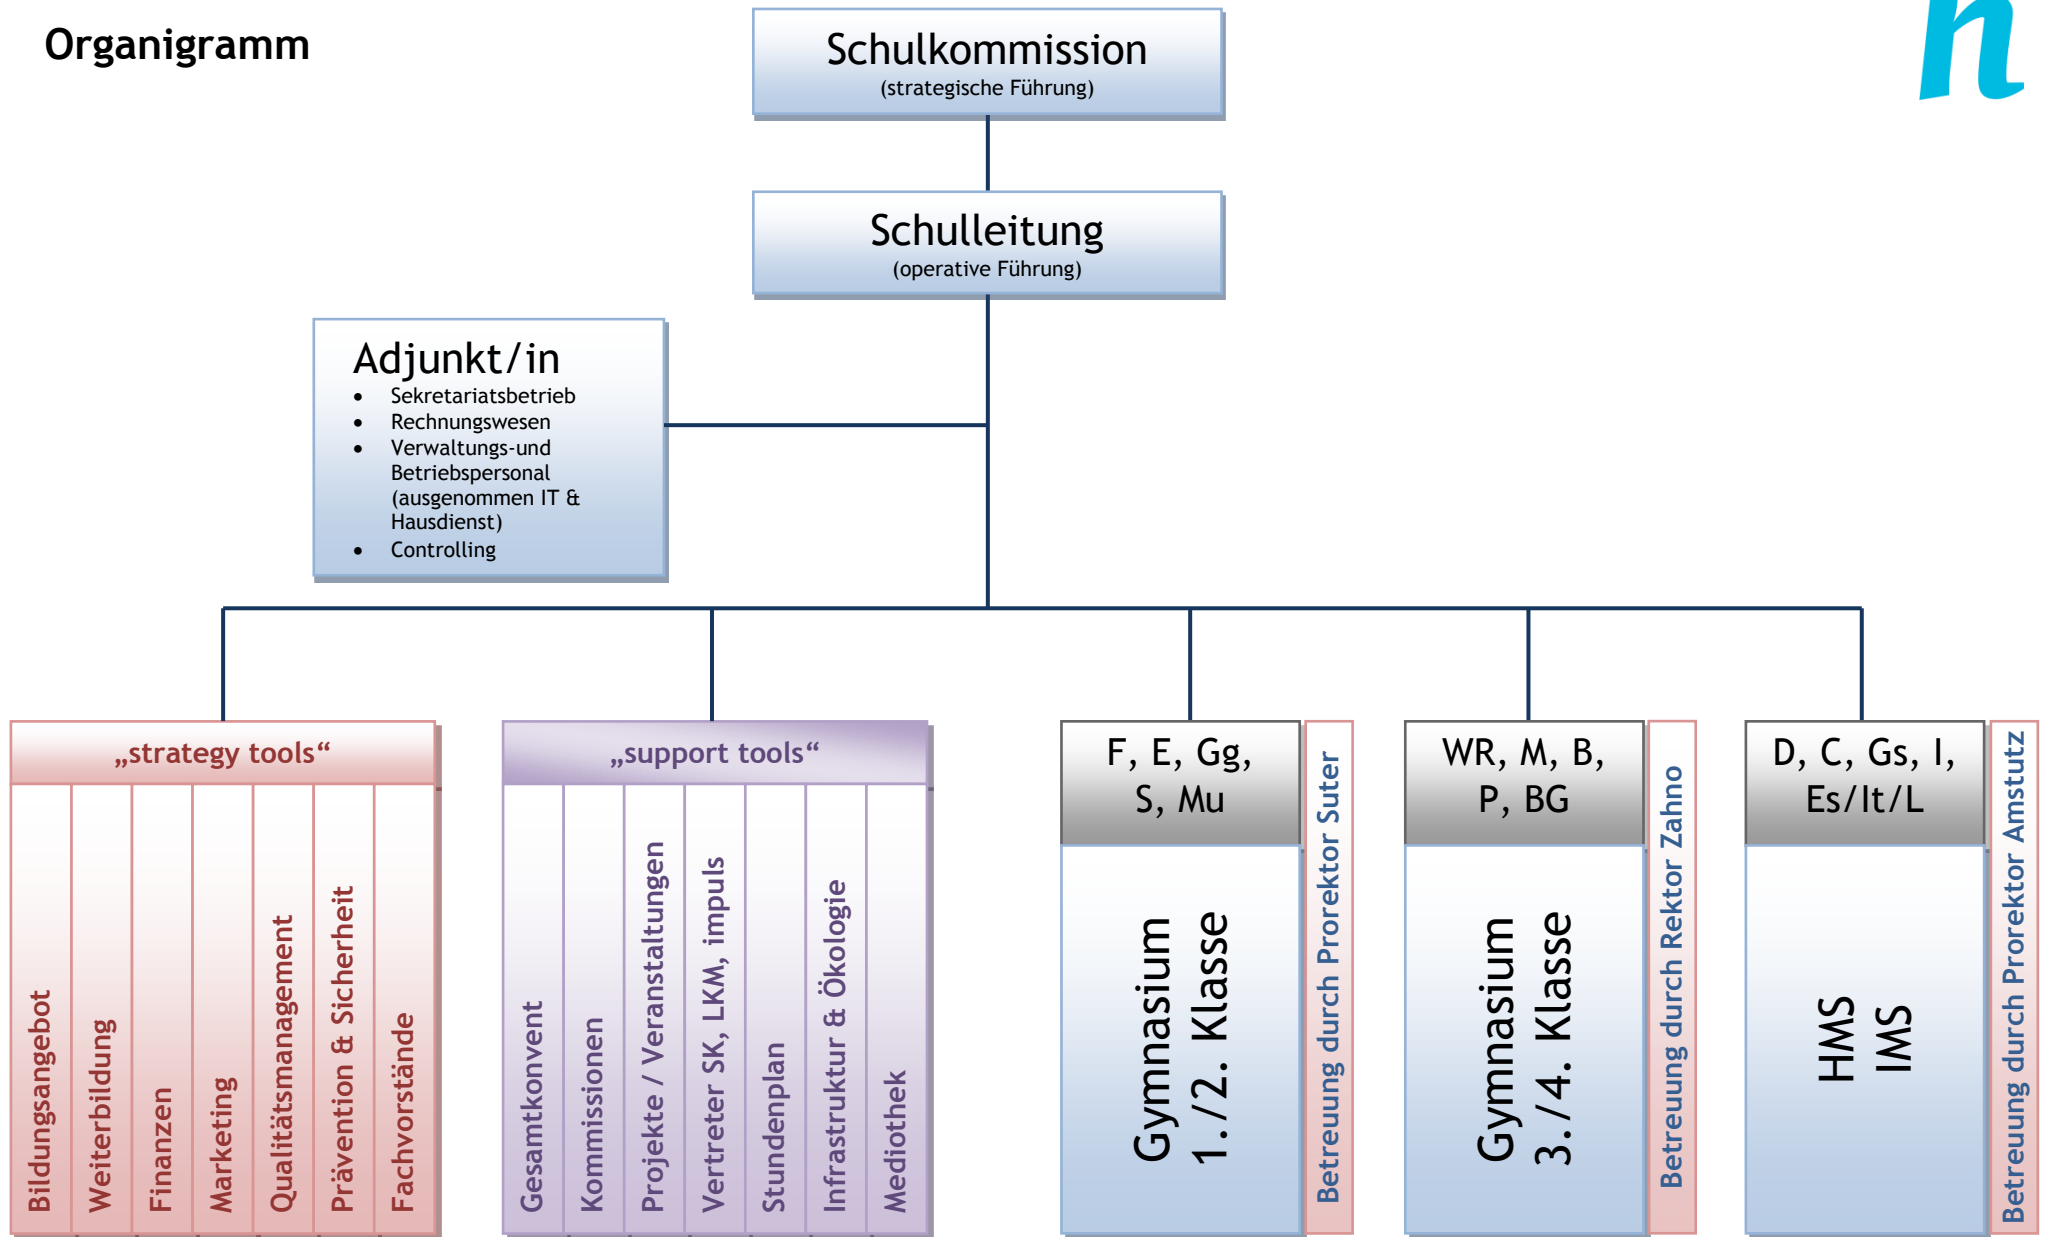 Organigramm
n
Schulkommission
(strategische Führung)
Schulleitung
(operative Führung)
Adjunkt/in
• Sekretariatsbetrieb
• Rechnungswesen
• Verwaltungs-und
Betriebspersonal
(ausgenommen IT &
Hausdienst)
• Controlling
„strategy tools“
Bildungsangebot
Weiterbildung
Finanzen
Marketing
Qualitätsmanagement
Prävention & Sicherheit
Fachvorstände
„support tools“
Gesamtkonvent
Kommissionen
Projekte / Veranstaltungen
Vertreter SK, LKM, impuls
Stundenplan
Infrastruktur & Ökologie
Mediothek
F, E, Gg,
S, Mu
Gymnasium
1./2. Klasse
Betreuung durch Prorektor Suter
WR, M, B,
P, BG
Gymnasium
3./4. Klasse
Betreuung durch Rektor Zahno
D, C, Gs, I,
Es/It/L
HMS
IMS
Betreuung durch Prorektor Amstutz